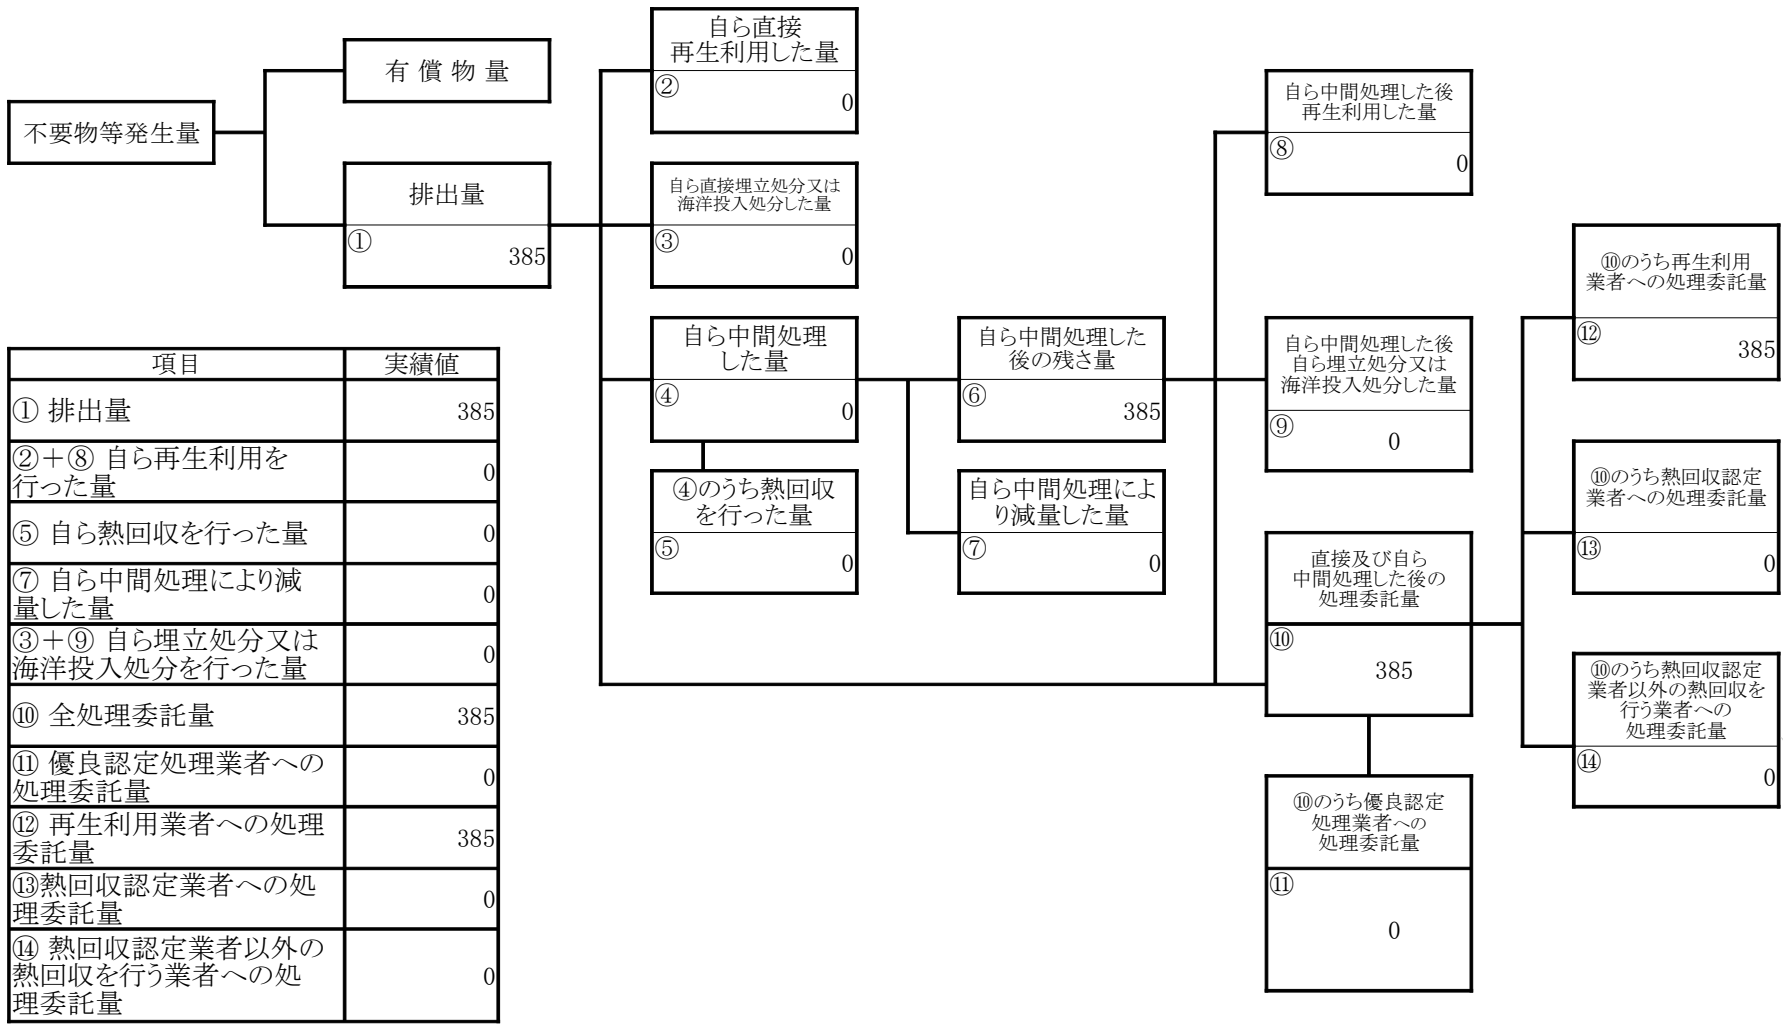 不要物等発生量
有償物量
排出量
①
385
自ら直接
再生利用した量
②
0
自ら直接埋立処分又は
海洋投入処分した量
③
0
自ら中間処理
した量
④
0
④のうち熱回収
を行った量
⑤
0
自ら中間処理した
後の残さ量
⑥
385
自ら中間処理によ
り減量した量
⑦
0
自ら中間処理した後
再生利用した量
⑧
0
自ら中間処理した後
自ら埋立処分又は
海洋投入処分した量
⑨
0
直接及び自ら
中間処理した後の
処理委託量
⑩
385
⑩のうち優良認定
処理業者への
処理委託量
⑪
0
⑩のうち再生利用
業者への処理委託量
⑫
385
⑩のうち熱回収認定
業者への処理委託量
⑬
0
⑩のうち熱回収認定
業者以外の熱回収を
行う業者への
処理委託量
⑭
0
項目 実績値
① 排出量 385
②＋⑧ 自ら再生利用を
行った量 0
⑤ 自ら熱回収を行った量 0
⑦ 自ら中間処理により減
量した量 0
③＋⑨ 自ら埋立処分又は
海洋投入処分を行った量 0
⑩ 全処理委託量 385
⑪ 優良認定処理業者への
処理委託量 0
⑫ 再生利用業者への処理
委託量 385
⑬熱回収認定業者への処
理委託量 0
⑭ 熱回収認定業者以外の
熱回収を行う業者への処
理委託量 0